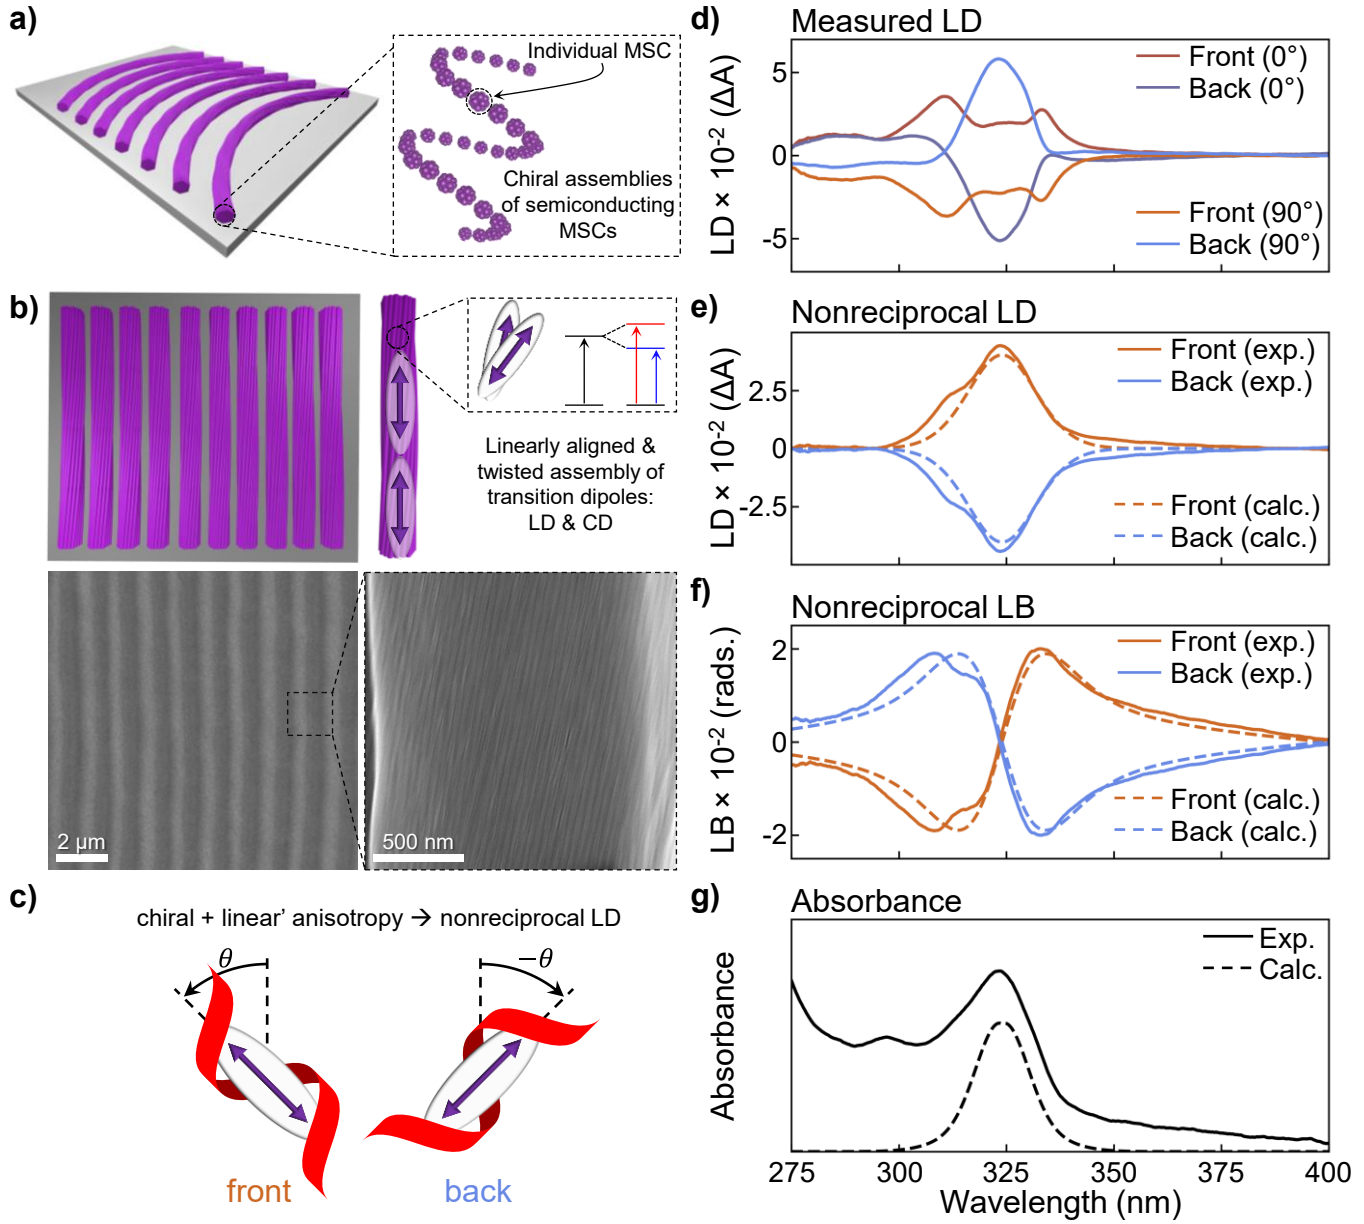 a)
Individual MSC
Chiral assemblies
of semiconducting
MSCs
b)
Linearly aligned &
twisted assembly of
transition dipoles:
LD & CD
2 µm
500 nm
c)
chiral + linear’ anisotropy → nonreciprocal LD
θ
−θ
front
back
d)
Measured LD
LD × 10⁻² (ΔA)
5
0
-5
Front (0°)
Back (0°)
Front (90°)
Back (90°)
e)
Nonreciprocal LD
LD × 10⁻² (ΔA)
2.5
0
-2.5
Front (exp.)
Back (exp.)
Front (calc.)
Back (calc.)
f)
Nonreciprocal LB
LB × 10⁻² (rads.)
2
0
-2
Front (exp.)
Back (exp.)
Front (calc.)
Back (calc.)
g)
Absorbance
Absorbance
Exp.
Calc.
275 300 325 350 375 400
Wavelength (nm)